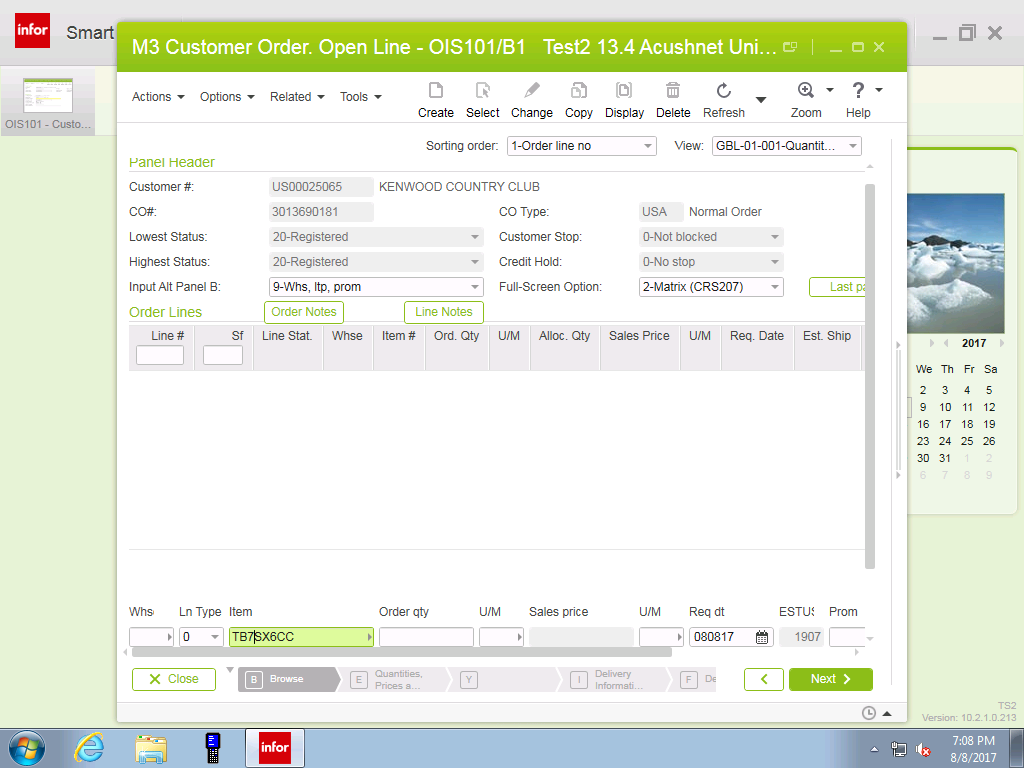 infor Smart
M3 Customer Order. Open Line - OIS101/B1 Test2 13.4 Acushnet Uni...
OIS101 - Custo...
Actions Options Related Tools
Create Select Change Copy Display Delete Refresh Zoom Help
Sorting order: 1-Order line no View: GBL-01-001-Quantit...
Panel Header
Customer #: US00025065 KENWOOD COUNTRY CLUB
CO#: 3013690181 CO Type: USA Normal Order
Lowest Status: 20-Registered Customer Stop: 0-Not blocked
Highest Status: 20-Registered Credit Hold: 0-No stop
Input Alt Panel B: 9-Whs, ltp, prom Full-Screen Option: 2-Matrix (CRS207) Last pa
Order Lines Order Notes Line Notes
Line # Sf Line Stat. Whse Item # Ord. Qty U/M Alloc. Qty Sales Price U/M Req. Date Est. Ship
2017
We Th Fr Sa
2 3 4 5
9 10 11 12
16 17 18 19
23 24 25 26
30 31 1 2
6 7 8 9
Whs Ln Type Item Order qty U/M Sales price U/M Req dt ESTUS Prom
0 TB7SX6CC 080817 1907
Close B Browse E Quantities, Prices a... Y I Delivery Informati... F De Next
TS2
Version: 10.2.1.0.213
infor
7:08 PM
8/8/2017